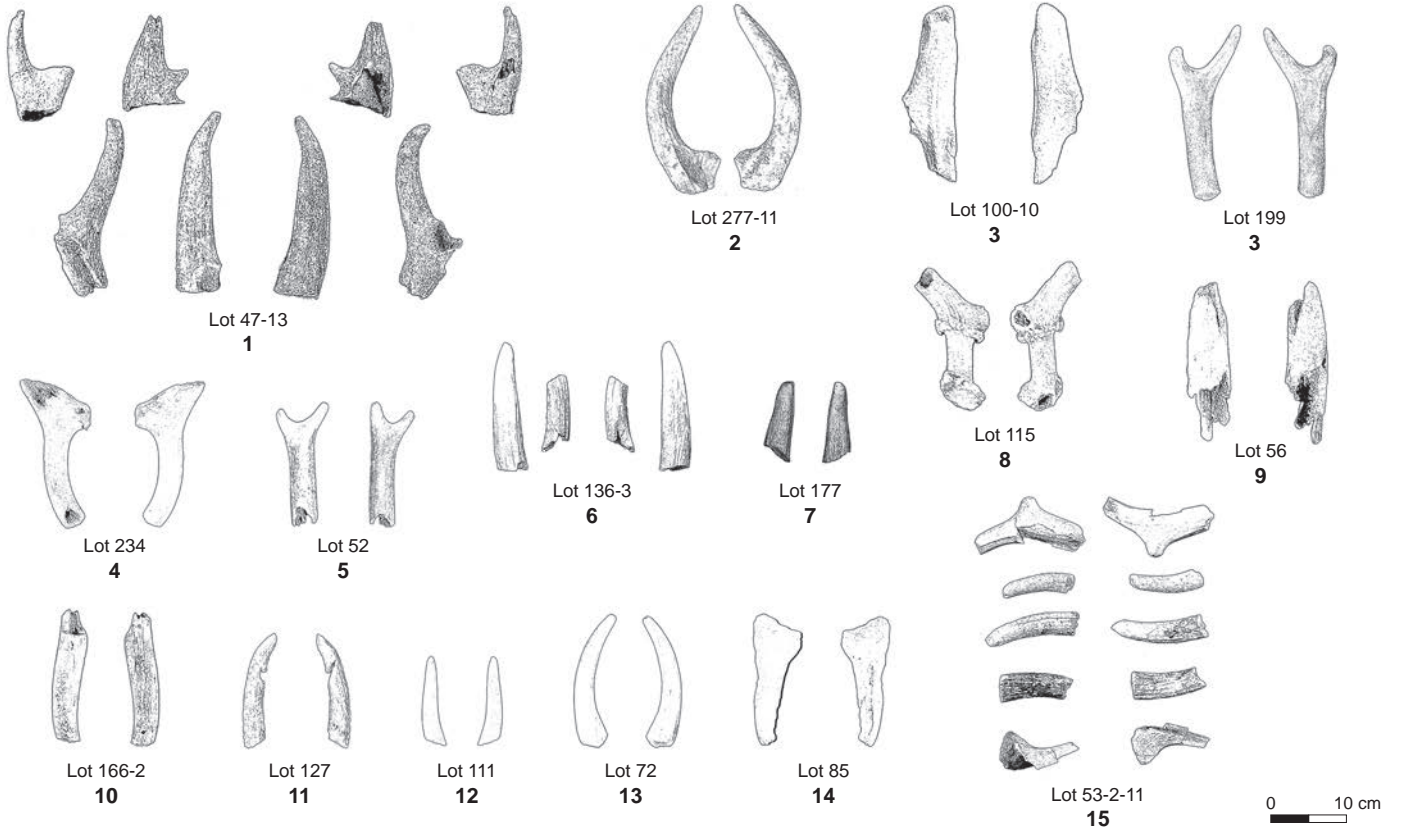 Lot 47-13
1
Lot 277-11
2
Lot 100-10
3
Lot 199
3
Lot 234
4
Lot 52
5
Lot 136-3
6
Lot 177
7
Lot 115
8
Lot 56
9
Lot 166-2
10
Lot 127
11
Lot 111
12
Lot 72
13
Lot 85
14
Lot 53-2-11
15
0 10 cm